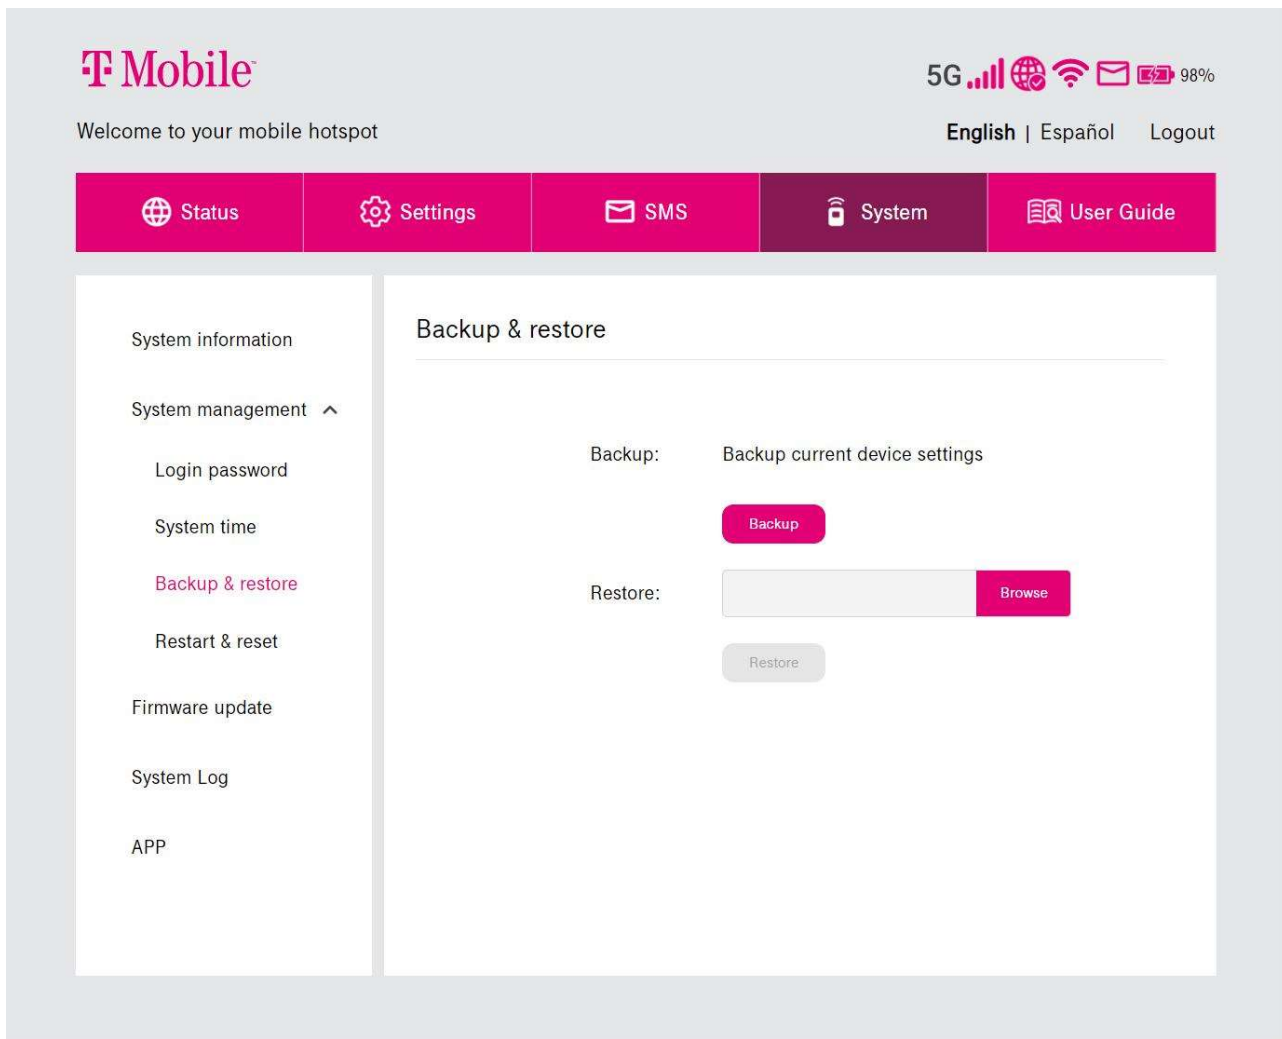 T Mobile
5G 98%
Welcome to your mobile hotspot
English | Español Logout
Status Settings SMS System User Guide
System information
System management
Login password
System time
Backup & restore
Restart & reset
Firmware update
System Log
APP
Backup & restore
Backup: Backup current device settings
Backup
Restore: Browse
Restore